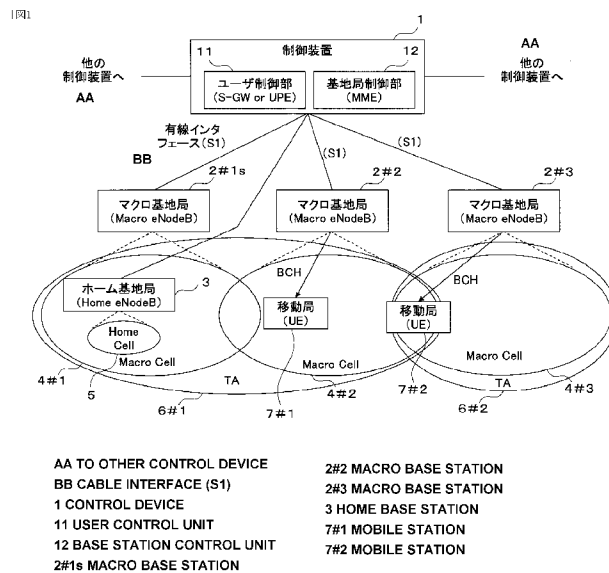 [図1]
1
制御装置
11
12
ユーザ制御部
(S-GW or UPE)
基地局制御部
(MME)
他の
制御装置へ
AA
AA
他の
制御装置へ
有線インタ
フェース(S1)
BB
(S1)
(S1)
2#1s
2#2
2#3
マクロ基地局
(Macro eNodeB)
マクロ基地局
(Macro eNodeB)
マクロ基地局
(Macro eNodeB)
BCH
BCH
ホーム基地局
(Home eNodeB)
3
移動局
(UE)
移動局
(UE)
Home
Cell
Macro Cell
Macro Cell
Macro Cell
4#1
5
TA
6#1
7#1
4#2
7#2
TA
6#2
4#3
AA TO OTHER CONTROL DEVICE
BB CABLE INTERFACE (S1)
1 CONTROL DEVICE
11 USER CONTROL UNIT
12 BASE STATION CONTROL UNIT
2#1s MACRO BASE STATION
2#2 MACRO BASE STATION
2#3 MACRO BASE STATION
3 HOME BASE STATION
7#1 MOBILE STATION
7#2 MOBILE STATION